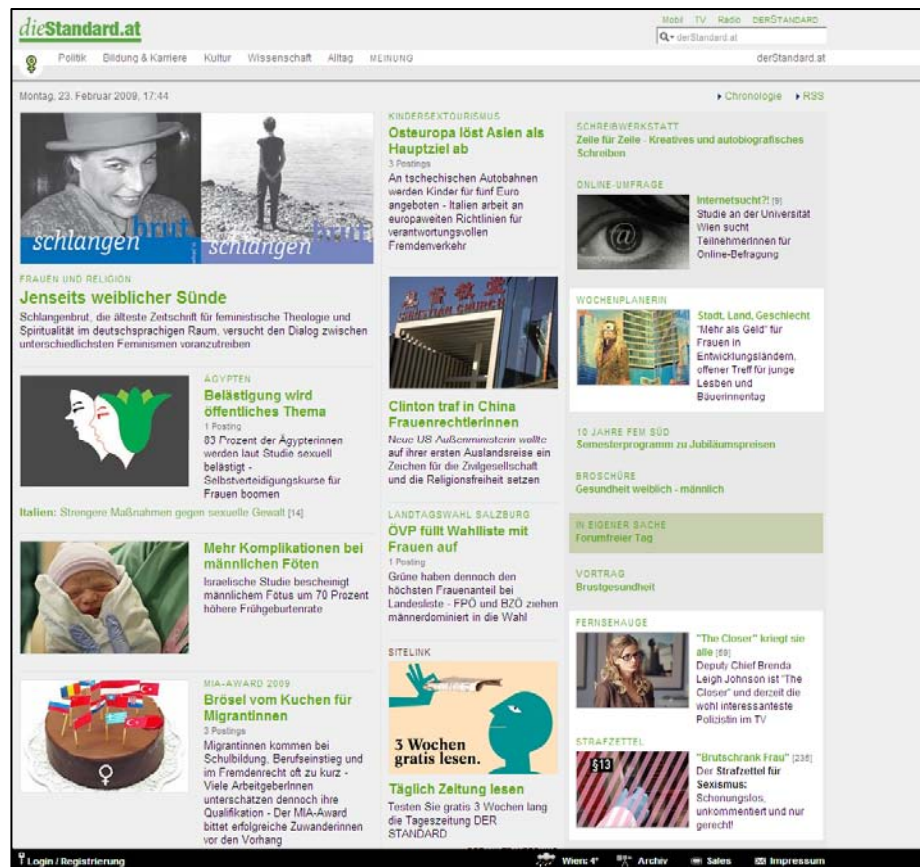 dieStandard.at
Mobil TV Radio DERSTANDARD
derStandard.at
Politik Bildung & Karriere Kultur Wissenschaft Alltag MEINUNG
derStandard.at
Montag, 23. Februar 2009, 17:44
Chronologie RSS
schlangenbrut
schlangenbrut
FRAUEN UND RELIGION
Jenseits weiblicher Sünde
Schlangenbrut, die älteste Zeitschrift für feministische Theologie und
Spiritualität im deutschsprachigen Raum, versucht den Dialog zwischen
unterschiedlichsten Feminismen voranzutreiben
ÄGYPTEN
Belästigung wird
öffentliches Thema
1 Posting
83 Prozent der Ägypterinnen
werden laut Studie sexuell
belästigt -
Selbstverteidigungskurse für
Frauen boomen
Italien: Strengere Maßnahmen gegen sexuelle Gewalt [14]
Mehr Komplikationen bei
männlichen Föten
Israelische Studie bescheinigt
männlichem Fötus um 70 Prozent
höhere Frühgeburtenrate
MIA-AWARD 2009
Brösel vom Kuchen für
Migrantinnen
3 Postings
Migrantinnen kommen bei
Schulbildung, Berufseinstieg und
im Fremdenrecht oft zu kurz -
Viele ArbeitgeberInnen
unterschätzen dennoch ihre
Qualifikation - Der MIA-Award
bittet erfolgreiche Zuwanderinnen
vor den Vorhang
KINDERSEXTOURISMUS
Osteuropa löst Asien als
Hauptziel ab
3 Postings
An tschechischen Autobahnen
werden Kinder für fünf Euro
angeboten - Italien arbeit an
europaweiten Richtlinien für
verantwortungsvollen
Fremdenverkehr
基督教堂
CHRISTIAN CHURCH
Clinton traf in China
Frauenrechtlerinnen
Neue US-Außenministerin wollte
auf ihrer ersten Auslandsreise ein
Zeichen für die Zivilgesellschaft
und die Religionsfreiheit setzen
LANDTAGSWAHL SALZBURG
ÖVP füllt Wahlliste mit
Frauen auf
1 Posting
Grüne haben dennoch den
höchsten Frauenanteil bei
Landesliste - FPÖ und BZÖ ziehen
männerdominiert in die Wahl
SITELINK
3 Wochen
gratis lesen.
Täglich Zeitung lesen
Testen Sie gratis 3 Wochen lang
die Tageszeitung DER
STANDARD
SCHREIBWERKSTATT
Zeile für Zeile - Kreatives und autobiografisches
Schreiben
ONLINE-UMFRAGE
@
Internetsucht?! [9]
Studie an der Universität
Wien sucht
TeilnehmerInnen für
Online-Befragung
WOCHENPLANERIN
Stadt, Land, Geschlecht
"Mehr als Geld" für
Frauen in
Entwicklungsländern,
offener Treff für junge
Lesben und
Bäuerinnentag
10 JAHRE FEM SÜD
Semesterprogramm zu Jubiläumspreisen
BROSCHÜRE
Gesundheit weiblich - männlich
IN EIGENER SACHE
Forumfreier Tag
VORTRAG
Brustgesundheit
FERNSEHAUGE
"The Closer" kriegt sie
alle [69]
Deputy Chief Brenda
Leigh Johnson ist "The
Closer" und derzeit die
wohl interessanteste
Polizistin im TV
STRAFZETTEL
§13
"Brutschrank Frau" [236]
Der Strafzettel für
Sexismus:
Schonungslos,
unkommentiert und nur
gerecht!
Login / Registrierung
Wien: 4° Archiv Sales Impressum